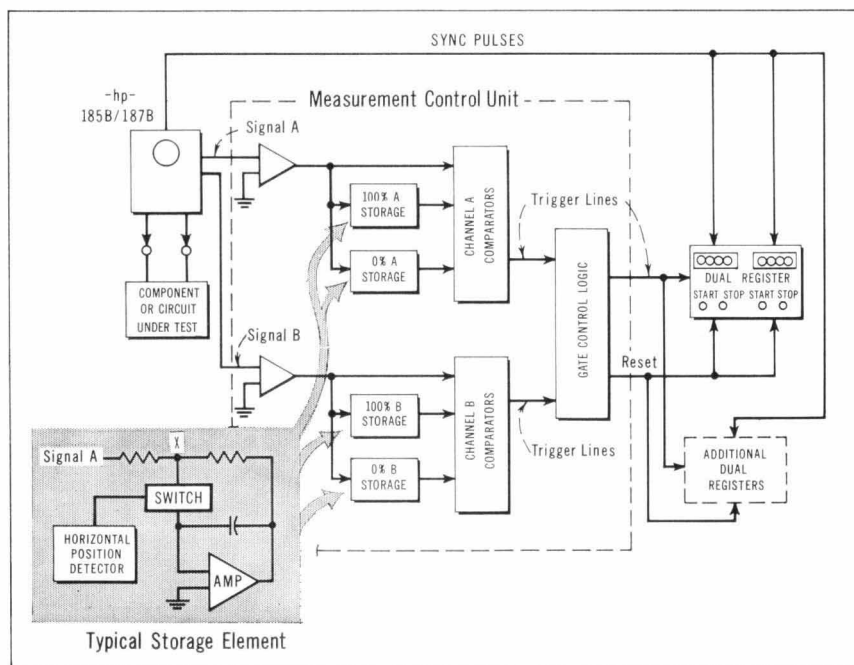 SYNC PULSES
-hp-
185B/187B
Measurement Control Unit
Signal A
100% A
STORAGE
0% A
STORAGE
CHANNEL A
COMPARATORS
Trigger Lines
GATE CONTROL LOGIC
DUAL REGISTER
START STOP START STOP
COMPONENT
OR CIRCUIT
UNDER TEST
Signal B
100% B
STORAGE
0% B
STORAGE
CHANNEL B
COMPARATORS
Trigger Lines
Reset
ADDITIONAL
DUAL
REGISTERS
X
Signal A
SWITCH
HORIZONTAL
POSITION
DETECTOR
AMP
Typical Storage Element